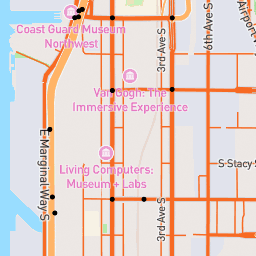 Coast Guard Museum
Northwest
3rd Ave S
6th Ave S
Airport
Van Gogh: The
Immersive Experience
E Marginal Way S
Living Computers:
Museum + Labs
S Stacy S
3rd Ave S